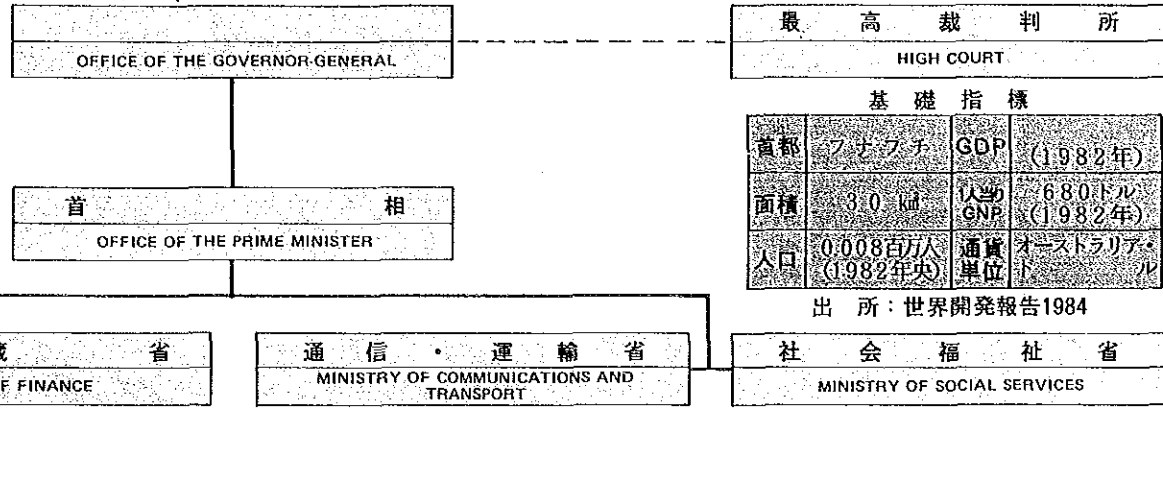 OFFICE OF THE GOVERNOR-GENERAL
最高裁判所
HIGH COURT
基礎指標
首都 フナフチ GDP (1982年)
面積 30 km² 1人当り GNP 680ドル (1982年)
人口 0.008百万人 (1982年央) 通貨単位 オーストラリア・ドル
出 所：世界開発報告1984
首相
OFFICE OF THE PRIME MINISTER
省
F FINANCE
通信・運輸省
MINISTRY OF COMMUNICATIONS AND
TRANSPORT
社会福祉省
MINISTRY OF SOCIAL SERVICES